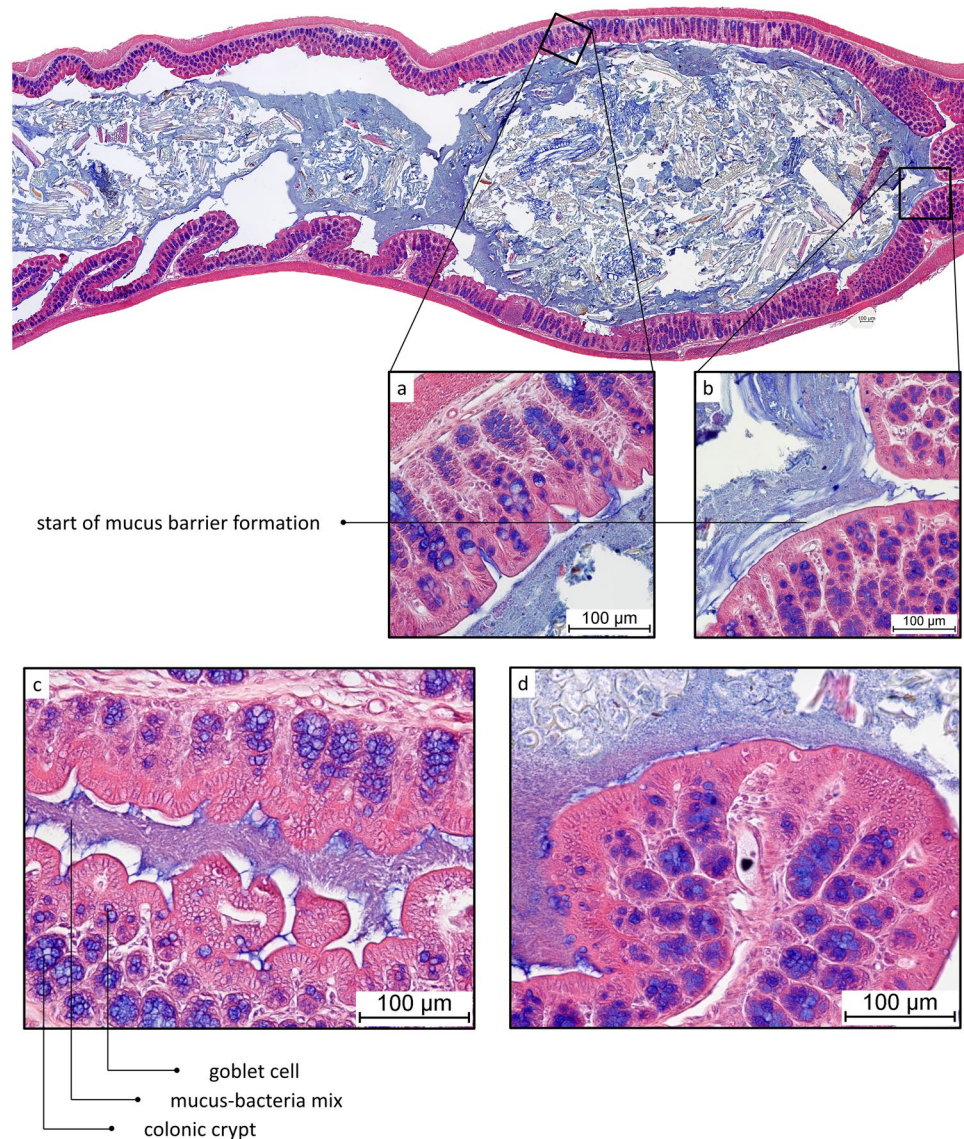 100 µm
a
b
start of mucus barrier formation
100 µm
100 µm
c
d
100 µm
100 µm
goblet cell
mucus-bacteria mix
colonic crypt